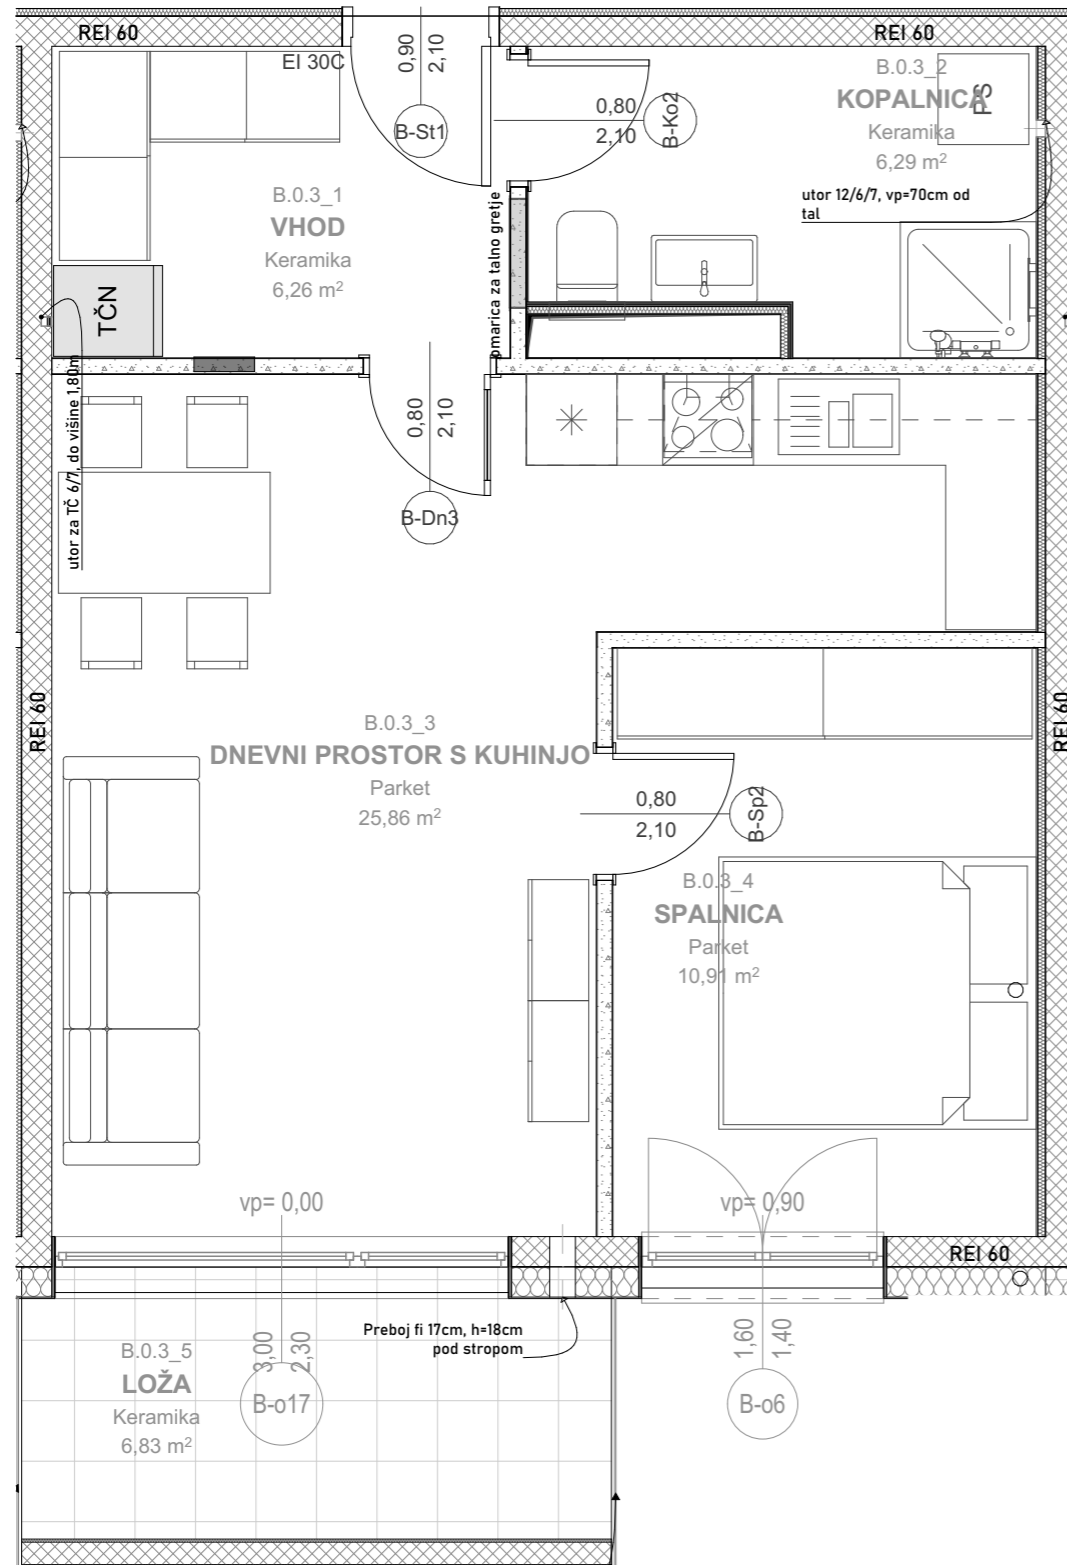 REI 60
REI 60
EI 30C
0,90
2,10
B-St1
0,80
2,10
B-Ko2
B.0.3_2
KOPALNICA
Keramika
6,29 m²
PS
utor 12/6/7, vp=70cm od
tal
B.0.3_1
VHOD
Keramika
6,26 m²
TČN
omarica za talno gretje
utor za TČ 6/7, do višine 1,80m
0,80
2,10
B-Dn3
REI 60
REI 60
B.0.3_3
DNEVNI PROSTOR S KUHINJO
Parket
25,86 m²
0,80
2,10
B-Sp2
B.0.3_4
SPALNICA
Parket
10,91 m²
vp= 0,00
vp= 0,90
REI 60
Preboj fi 17cm, h=18cm
pod stropom
B.0.3_5
LOŽA
Keramika
6,83 m²
3,00
2,30
B-o17
1,60
1,40
B-o6